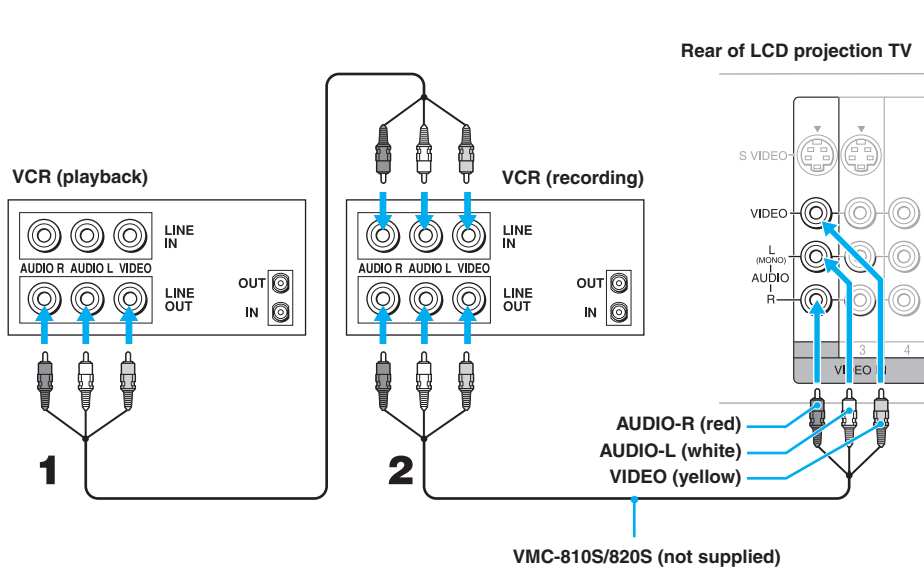 Rear of LCD projection TV
S VIDEO
VIDEO
L
(MONO)
AUDIO
R
3
4
VIDEO IN
VCR (playback)
LINE
IN
AUDIO R AUDIO L VIDEO
LINE
OUT
OUT
IN
VCR (recording)
LINE
IN
AUDIO R AUDIO L VIDEO
LINE
OUT
OUT
IN
1
2
AUDIO-R (red)
AUDIO-L (white)
VIDEO (yellow)
VMC-810S/820S (not supplied)